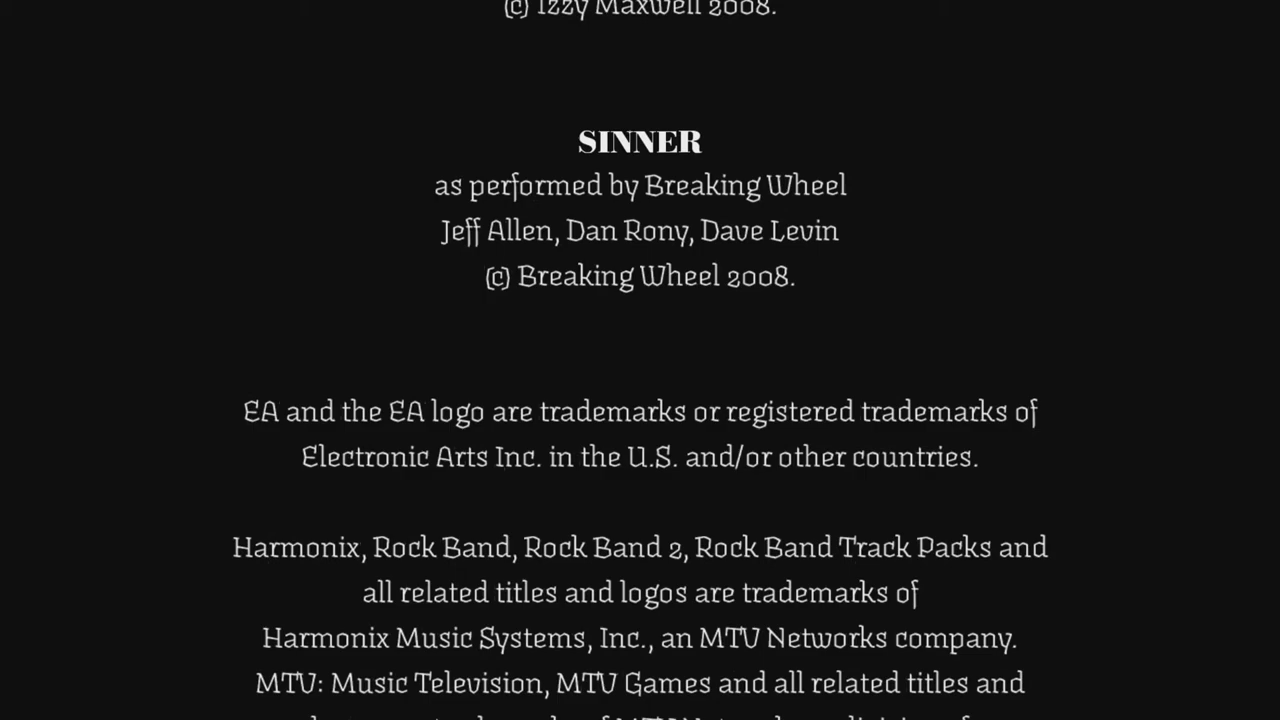 (c) Izzy Maxwell 2008.
SINNER
as performed by Breaking Wheel
Jeff Allen, Dan Rony, Dave Levin
(c) Breaking Wheel 2008.
EA and the EA logo are trademarks or registered trademarks of
Electronic Arts Inc. in the U.S. and/or other countries.
Harmonix, Rock Band, Rock Band 2, Rock Band Track Packs and
all related titles and logos are trademarks of
Harmonix Music Systems, Inc., an MTV Networks company.
MTV: Music Television, MTV Games and all related titles and